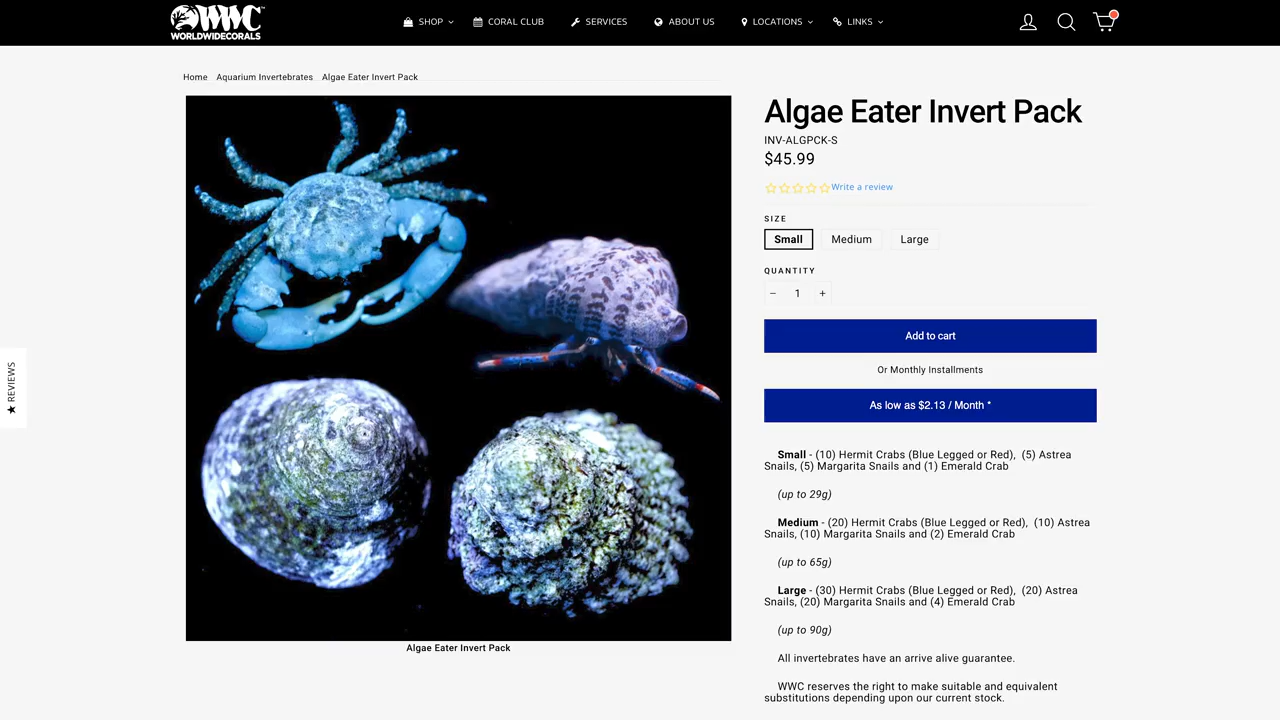 WWC
WORLDWIDECORALS
SHOP
CORAL CLUB
SERVICES
ABOUT US
LOCATIONS
LINKS
Home Aquarium Invertebrates Algae Eater Invert Pack
Algae Eater Invert Pack
INV-ALGPCK-S
$45.99
Write a review
SIZE
Small Medium Large
QUANTITY
− 1 +
Add to cart
Or Monthly Installments
As low as $2.13 / Month *
Small - (10) Hermit Crabs (Blue Legged or Red), (5) Astrea
Snails, (5) Margarita Snails and (1) Emerald Crab
(up to 29g)
Medium - (20) Hermit Crabs (Blue Legged or Red), (10) Astrea
Snails, (10) Margarita Snails and (2) Emerald Crab
(up to 65g)
Large - (30) Hermit Crabs (Blue Legged or Red), (20) Astrea
Snails, (20) Margarita Snails and (4) Emerald Crab
(up to 90g)
All invertebrates have an arrive alive guarantee.
WWC reserves the right to make suitable and equivalent
substitutions depending upon our current stock.
Algae Eater Invert Pack
★ REVIEWS